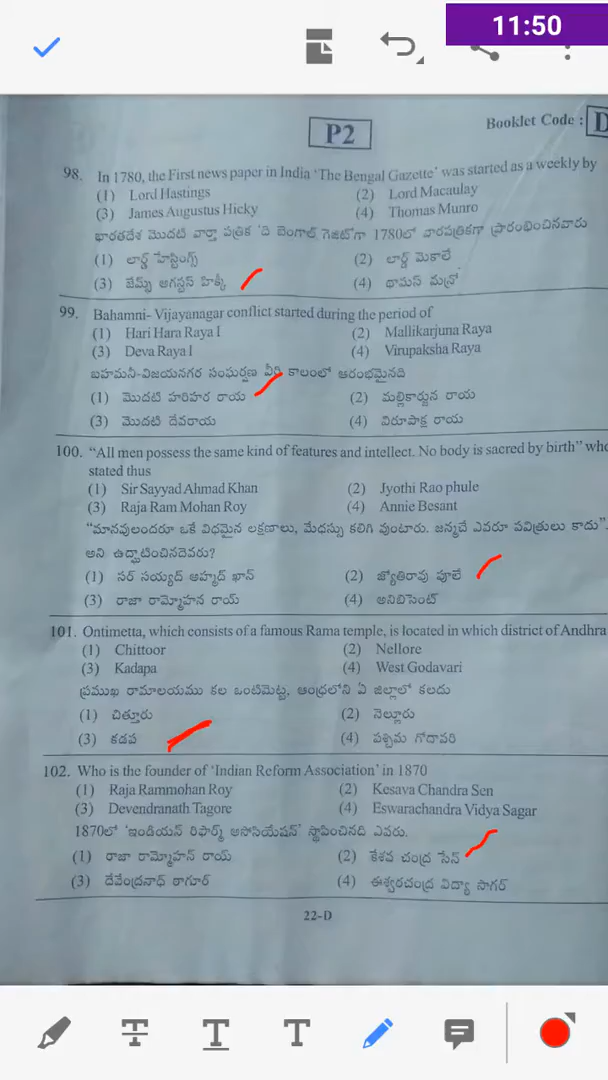 11:50
P2
Booklet Code : D
98. In 1780, the First news paper in India 'The Bengal Gazette' was started as a weekly by
(1) Lord Hastings (2) Lord Macaulay
(3) James Augustus Hicky (4) Thomas Munro
భారతదేశ మొదటి వార్తా పత్రిక 'ది బెంగాల్ గెజిట్‌'గా 1780లో వారపత్రికగా ప్రారంభించినవారు
(1) లార్డ్ హేస్టింగ్స్ (2) లార్డ్ మెకాలే
(3) జేమ్స్ ఆగస్టస్ హిక్కీ (4) థామస్ మన్రో
99. Bahamni- Vijayanagar conflict started during the period of
(1) Hari Hara Raya I (2) Mallikarjuna Raya
(3) Deva Raya I (4) Virupaksha Raya
బహమనీ-విజయనగర సంఘర్షణ వీరి కాలంలో ఆరంభమైనది
(1) మొదటి హరిహర రాయ (2) మల్లికార్జున రాయ
(3) మొదటి దేవరాయ (4) విరూపాక్ష రాయ
100. "All men possess the same kind of features and intellect. No body is sacred by birth" who
stated thus
(1) Sir Sayyad Ahmad Khan (2) Jyothi Rao phule
(3) Raja Ram Mohan Roy (4) Annie Besant
"మానవులందరూ ఒకే విధమైన లక్షణాలు, మేధస్సు కలిగి వుంటారు. జన్మచే ఎవరూ పవిత్రులు కాదు".
అని ఉద్ఘాటించినదెవరు?
(1) సర్ సయ్యద్ ఆహ్మద్ ఖాన్ (2) జ్యోతిరావు పూలే
(3) రాజా రామ్మోహన రాయ్ (4) అనిబిసెంట్
101. Ontimetta, which consists of a famous Rama temple, is located in which district of Andhra
(1) Chittoor (2) Nellore
(3) Kadapa (4) West Godavari
ప్రముఖ రామాలయము కల ఒంటిమెట్ట, ఆంధ్రలోని ఏ జిల్లాలో కలదు
(1) చిత్తూరు (2) నెల్లూరు
(3) కడప (4) పశ్చిమ గోదావరి
102. Who is the founder of 'Indian Reform Association' in 1870
(1) Raja Rammohan Roy (2) Kesava Chandra Sen
(3) Devendranath Tagore (4) Eswarachandra Vidya Sagar
1870లో 'ఇండియన్ రిఫార్మ్ అసోసియేషన్' స్థాపించినది ఎవరు.
(1) రాజా రామ్మోహన్ రాయ్ (2) కేశవ చంద్ర సేన్
(3) దేవేంద్రనాధ్ ఠాగూర్ (4) ఈశ్వరచంద్ర విద్యా సాగర్
22-D
T T T